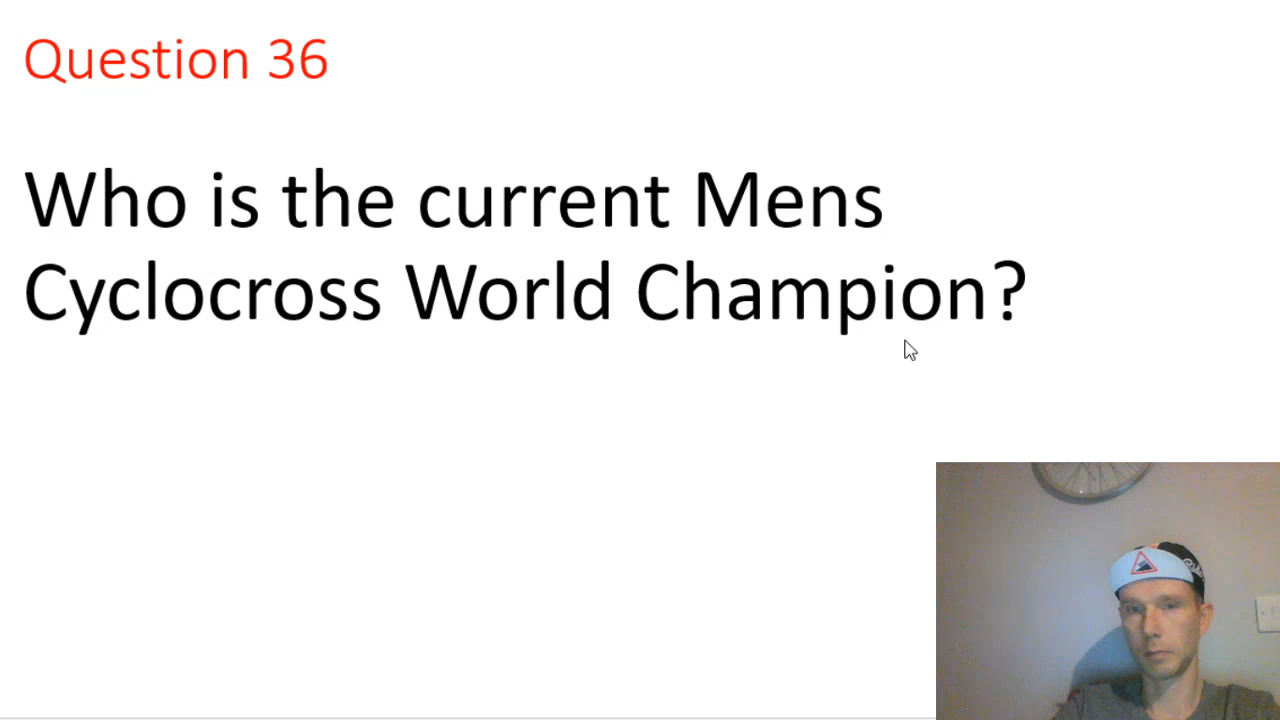 Question 36
Who is the current Mens
Cyclocross World Champion?